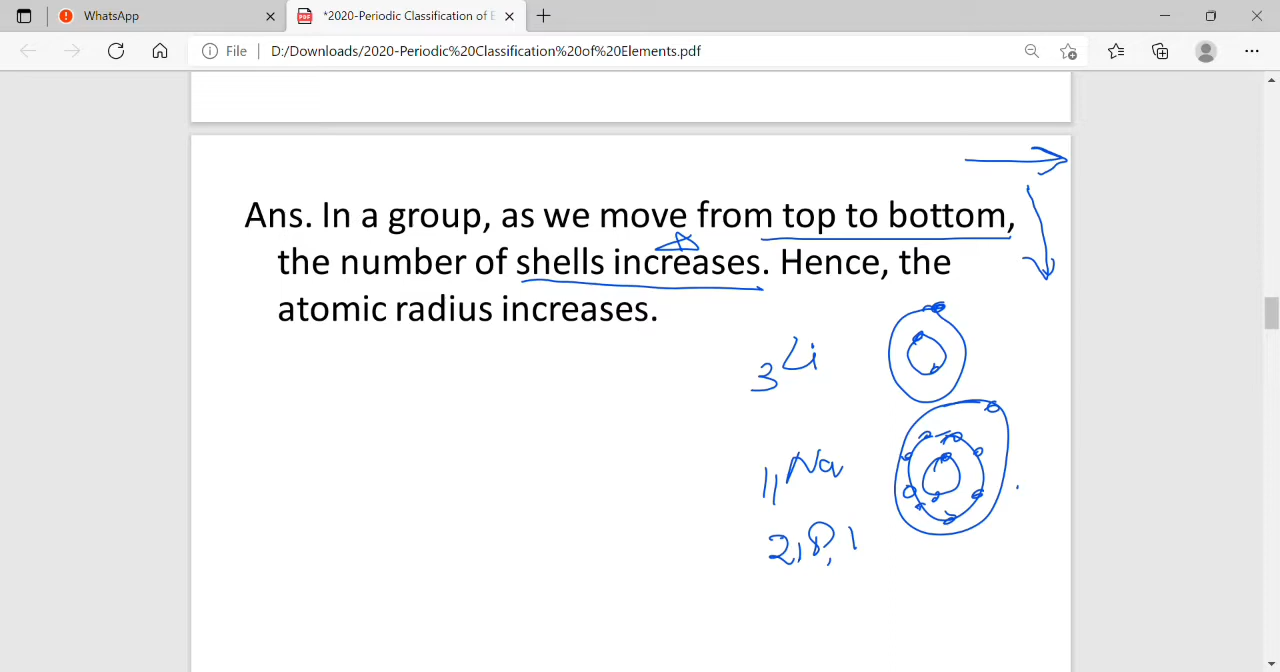 WhatsApp
*2020-Periodic Classification of E
File
D:/Downloads/2020-Periodic%20Classification%20of%20Elements.pdf
Ans. In a group, as we move from top to bottom,
the number of shells increases. Hence, the
atomic radius increases.
3Li
11Na
2,8,1